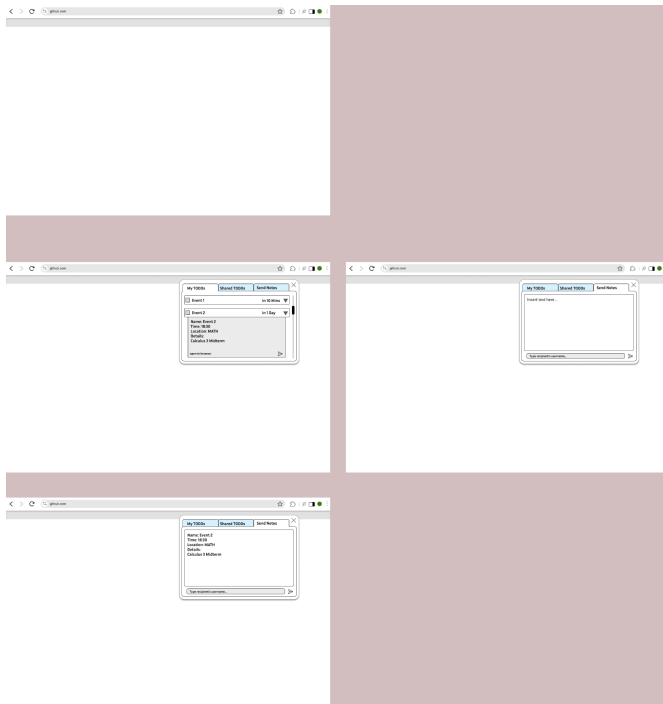 github.com
github.com
My TODOs Shared TODOs Send Notes
Event 1 in 10 Mins
Event 2 in 1 Day
Name: Event 2
Time: 18:30
Location: MATH
Details:
Calculus 3 Midterm
github.com
My TODOs Shared TODOs Send Notes
Insert text here...
Type recipient's username...
github.com
My TODOs Shared TODOs Send Notes
Name: Event 2
Time: 18:30
Location: MATH
Details:
Calculus 3 Midterm
Type recipient's username...